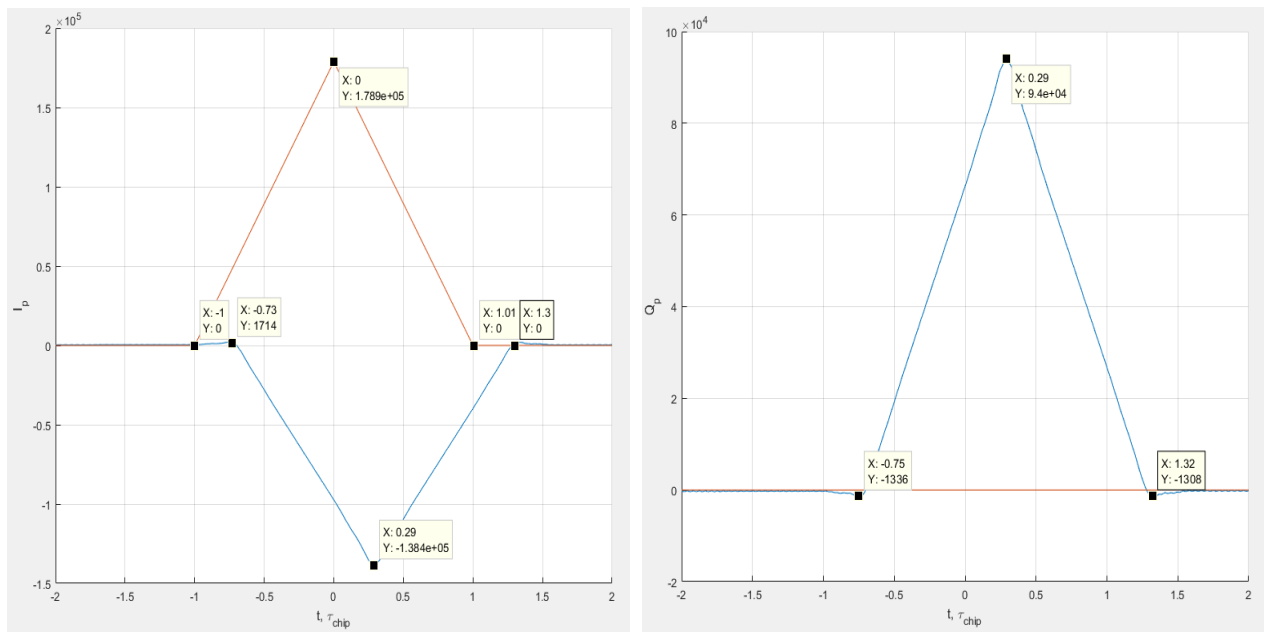 ×10⁵
2
1.5
1
0.5
0
-0.5
-1
-1.5
I_p
X: 0
Y: 1.789e+05
X: -1
Y: 0
X: -0.73
Y: 1714
X: 1.01
Y: 0
X: 1.3
Y: 0
X: 0.29
Y: -1.384e+05
-2 -1.5 -1 -0.5 0 0.5 1 1.5 2
t, τ_chip
×10⁴
10
8
6
4
2
0
-2
Q_p
X: 0.29
Y: 9.4e+04
X: -0.75
Y: -1336
X: 1.32
Y: -1308
-2 -1.5 -1 -0.5 0 0.5 1 1.5 2
t, τ_chip